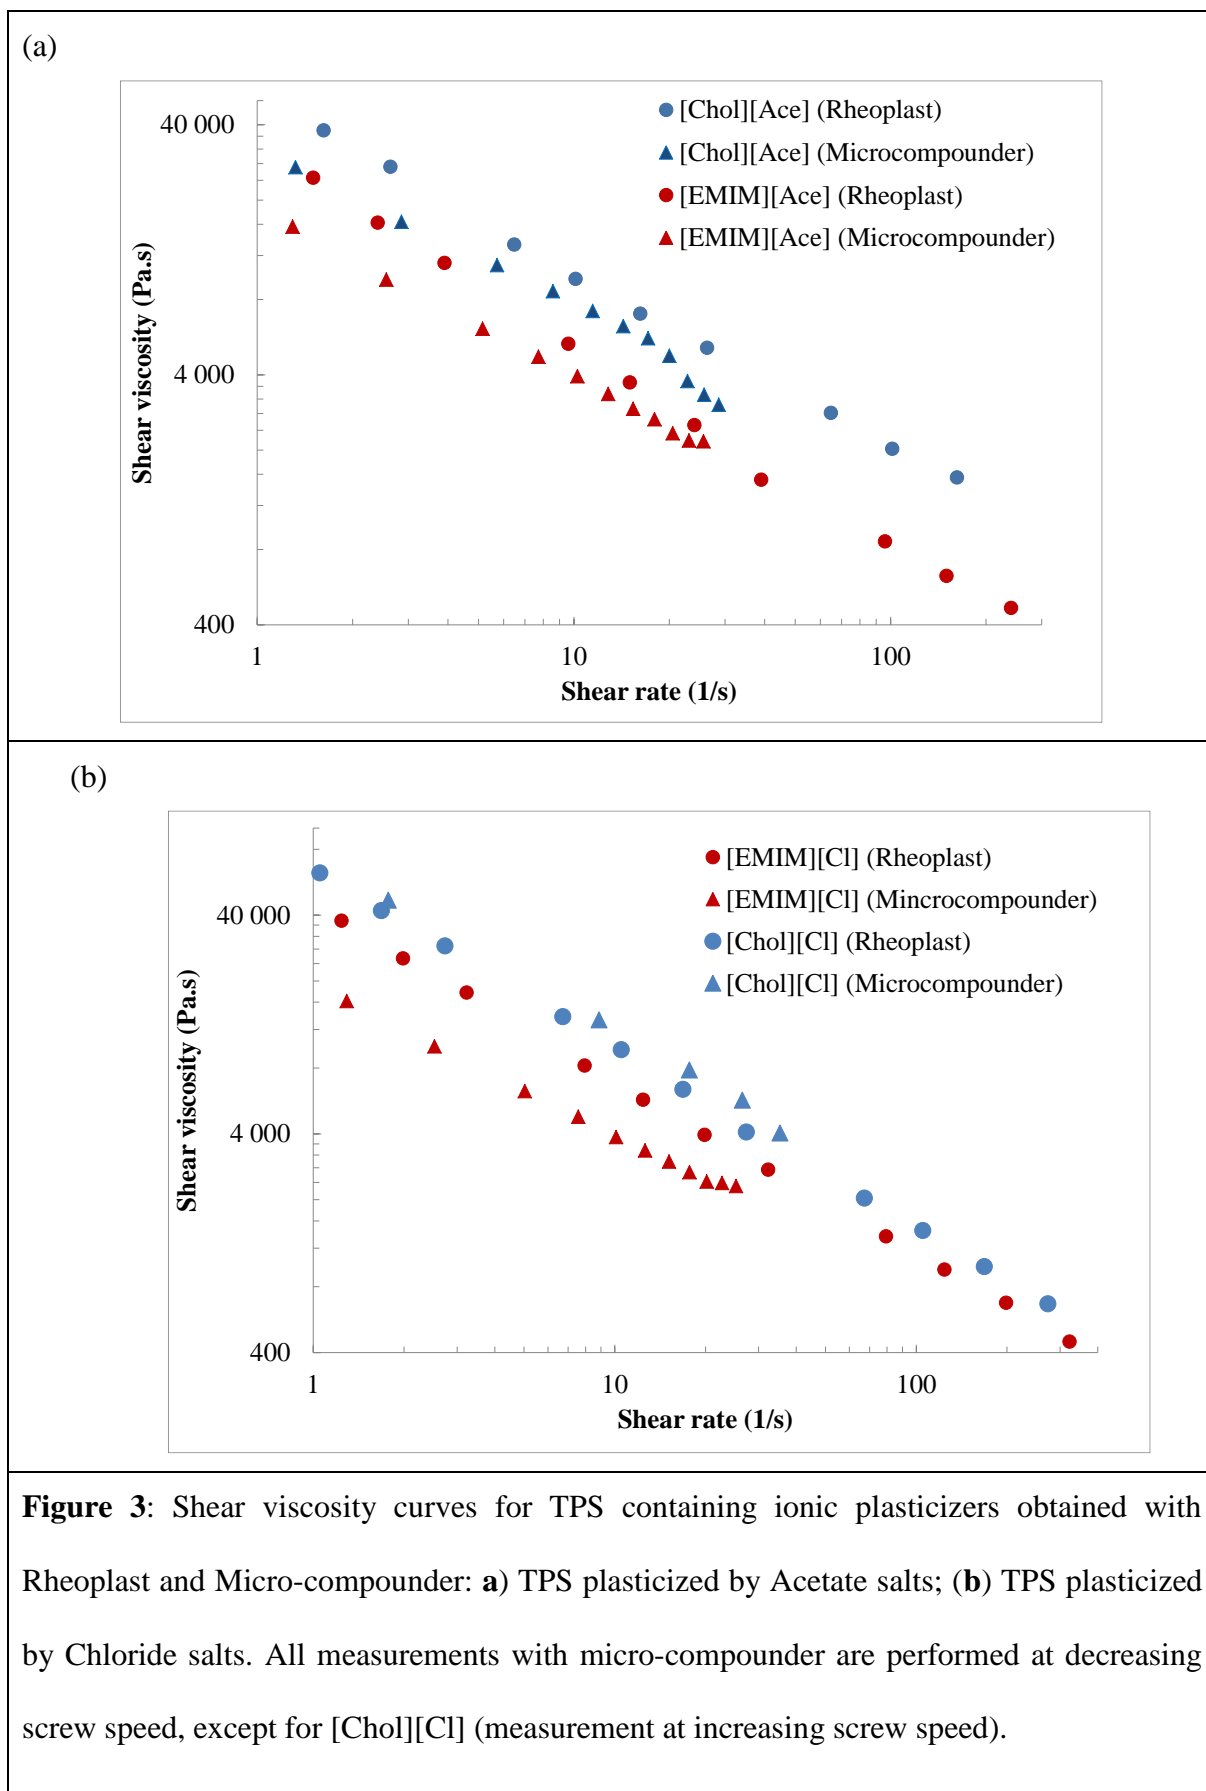 (a)
[Chol][Ace] (Rheoplast)
[Chol][Ace] (Microcompounder)
[EMIM][Ace] (Rheoplast)
[EMIM][Ace] (Microcompounder)
40 000
4 000
400
Shear viscosity (Pa.s)
1
10
100
Shear rate (1/s)
(b)
[EMIM][Cl] (Rheoplast)
[EMIM][Cl] (Mincrocompounder)
[Chol][Cl] (Rheoplast)
[Chol][Cl] (Microcompounder)
40 000
4 000
400
Shear viscosity (Pa.s)
1
10
100
Shear rate (1/s)
Figure 3: Shear viscosity curves for TPS containing ionic plasticizers obtained with
Rheoplast and Micro-compounder: a) TPS plasticized by Acetate salts; (b) TPS plasticized
by Chloride salts. All measurements with micro-compounder are performed at decreasing
screw speed, except for [Chol][Cl] (measurement at increasing screw speed).